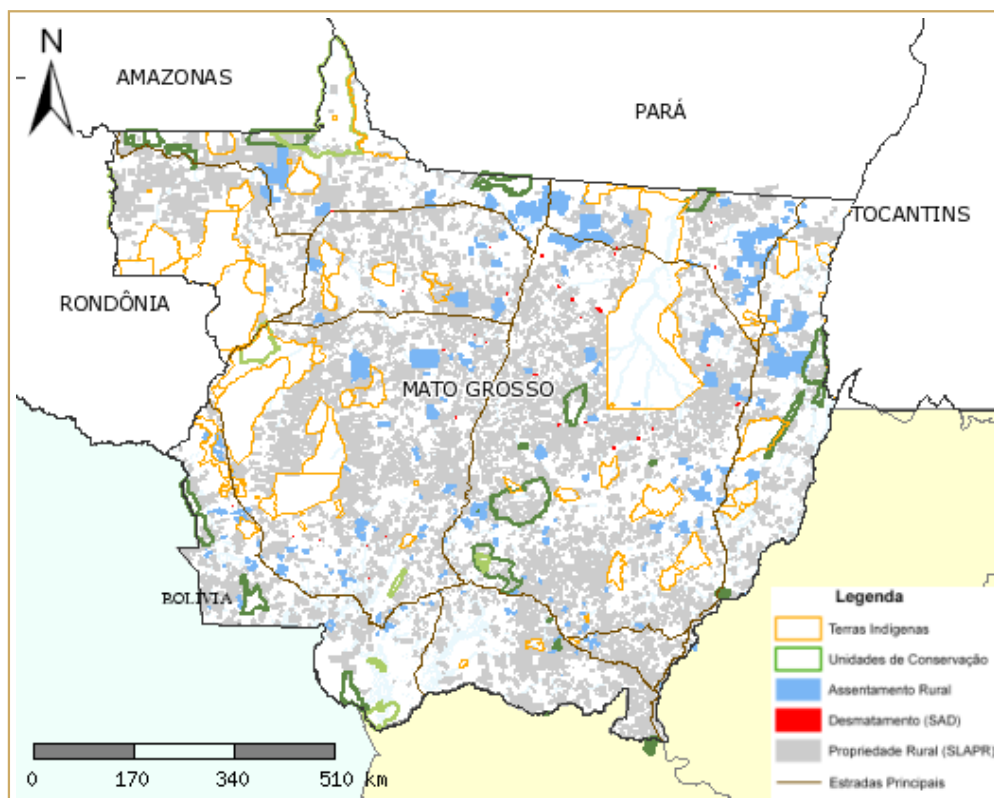 N
AMAZONAS
PARÁ
TOCANTINS
RONDÔNIA
MATO GROSSO
BOLÍVIA
Legenda
Terras Indígenas
Unidades de Conservação
Assentamento Rural
Desmatamento (SAD)
Propriedade Rural (SLAPR)
Estradas Principais
0 170 340 510 km